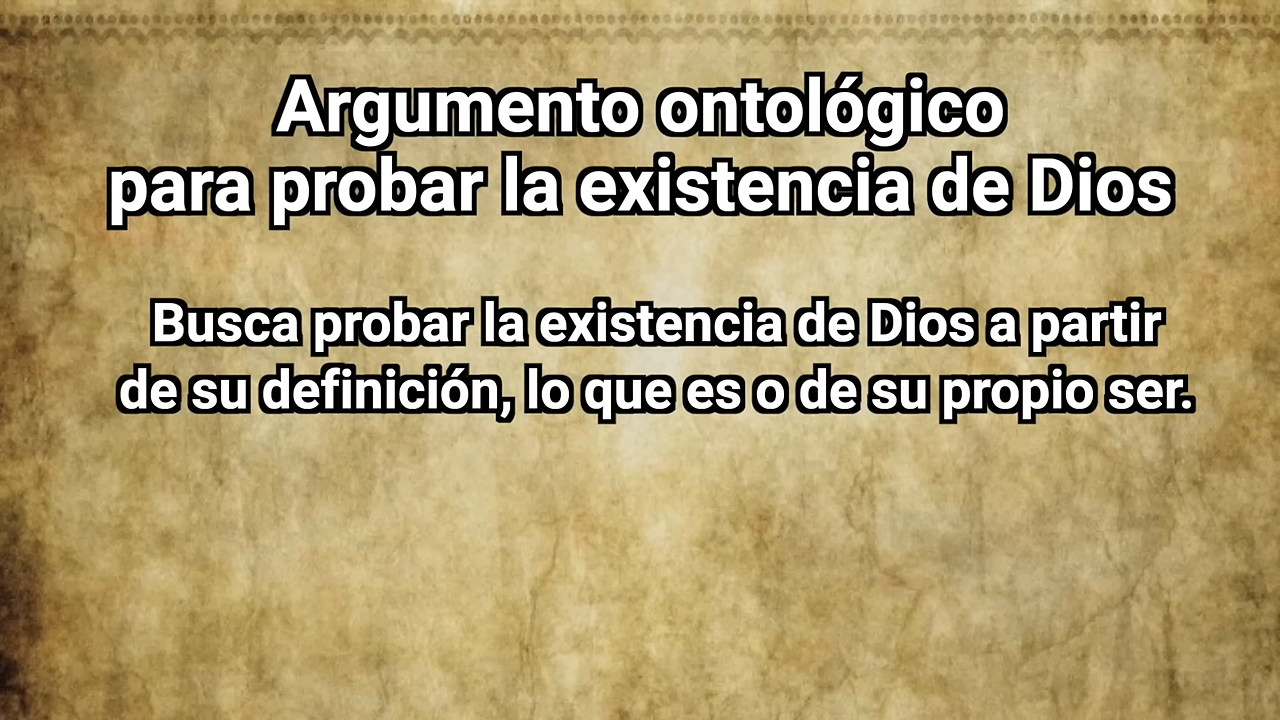 Argumento ontológico
para probar la existencia de Dios
Busca probar la existencia de Dios a partir
de su definición, lo que es o de su propio ser.